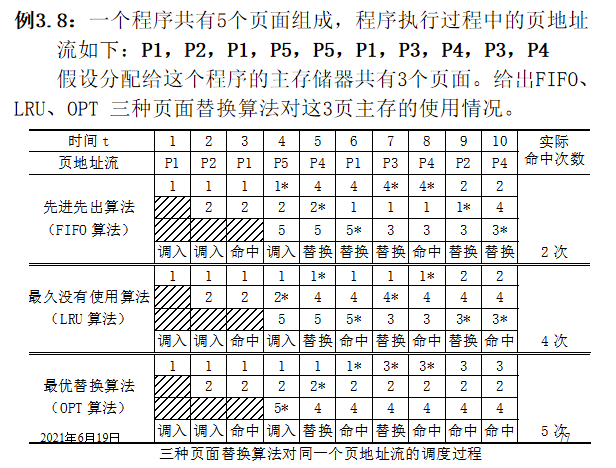 例3.8：一个程序共有5个页面组成，程序执行过程中的页地址
流如下：P1，P2，P1，P5，P5，P1，P3，P4，P3，P4
假设分配给这个程序的主存储器共有3个页面。给出FIFO、
LRU、OPT 三种页面替换算法对这3页主存的使用情况。
时间 t 1 2 3 4 5 6 7 8 9 10 实际
命中次数
页地址流 P1 P2 P1 P5 P4 P1 P3 P4 P2 P4
先进先出算法
（FIFO 算法）
1 1 1 1* 4 4 4* 4* 2 2
2 2 2 2* 1 1 1 1* 4
5 5 5* 3 3 3 3*
调入 调入 命中 调入 替换 替换 替换 命中 替换 替换 2 次
最久没有使用算法
（LRU 算法）
1 1 1 1 1* 1 1 1* 2 2
2 2 2* 4 4 4* 4 4 4
5 5 5* 3 3 3* 3*
调入 调入 命中 调入 替换 命中 替换 命中 替换 命中 4 次
最优替换算法
（OPT 算法）
1 1 1 1 1 1* 3* 3* 3 3
2 2 2 2* 2 2 2 2 2
5* 4 4 4 4 4 4
调入 调入 命中 调入 替换 命中 替换 命中 命中 命中 5 次
2021年6月19日
77
三种页面替换算法对同一个页地址流的调度过程